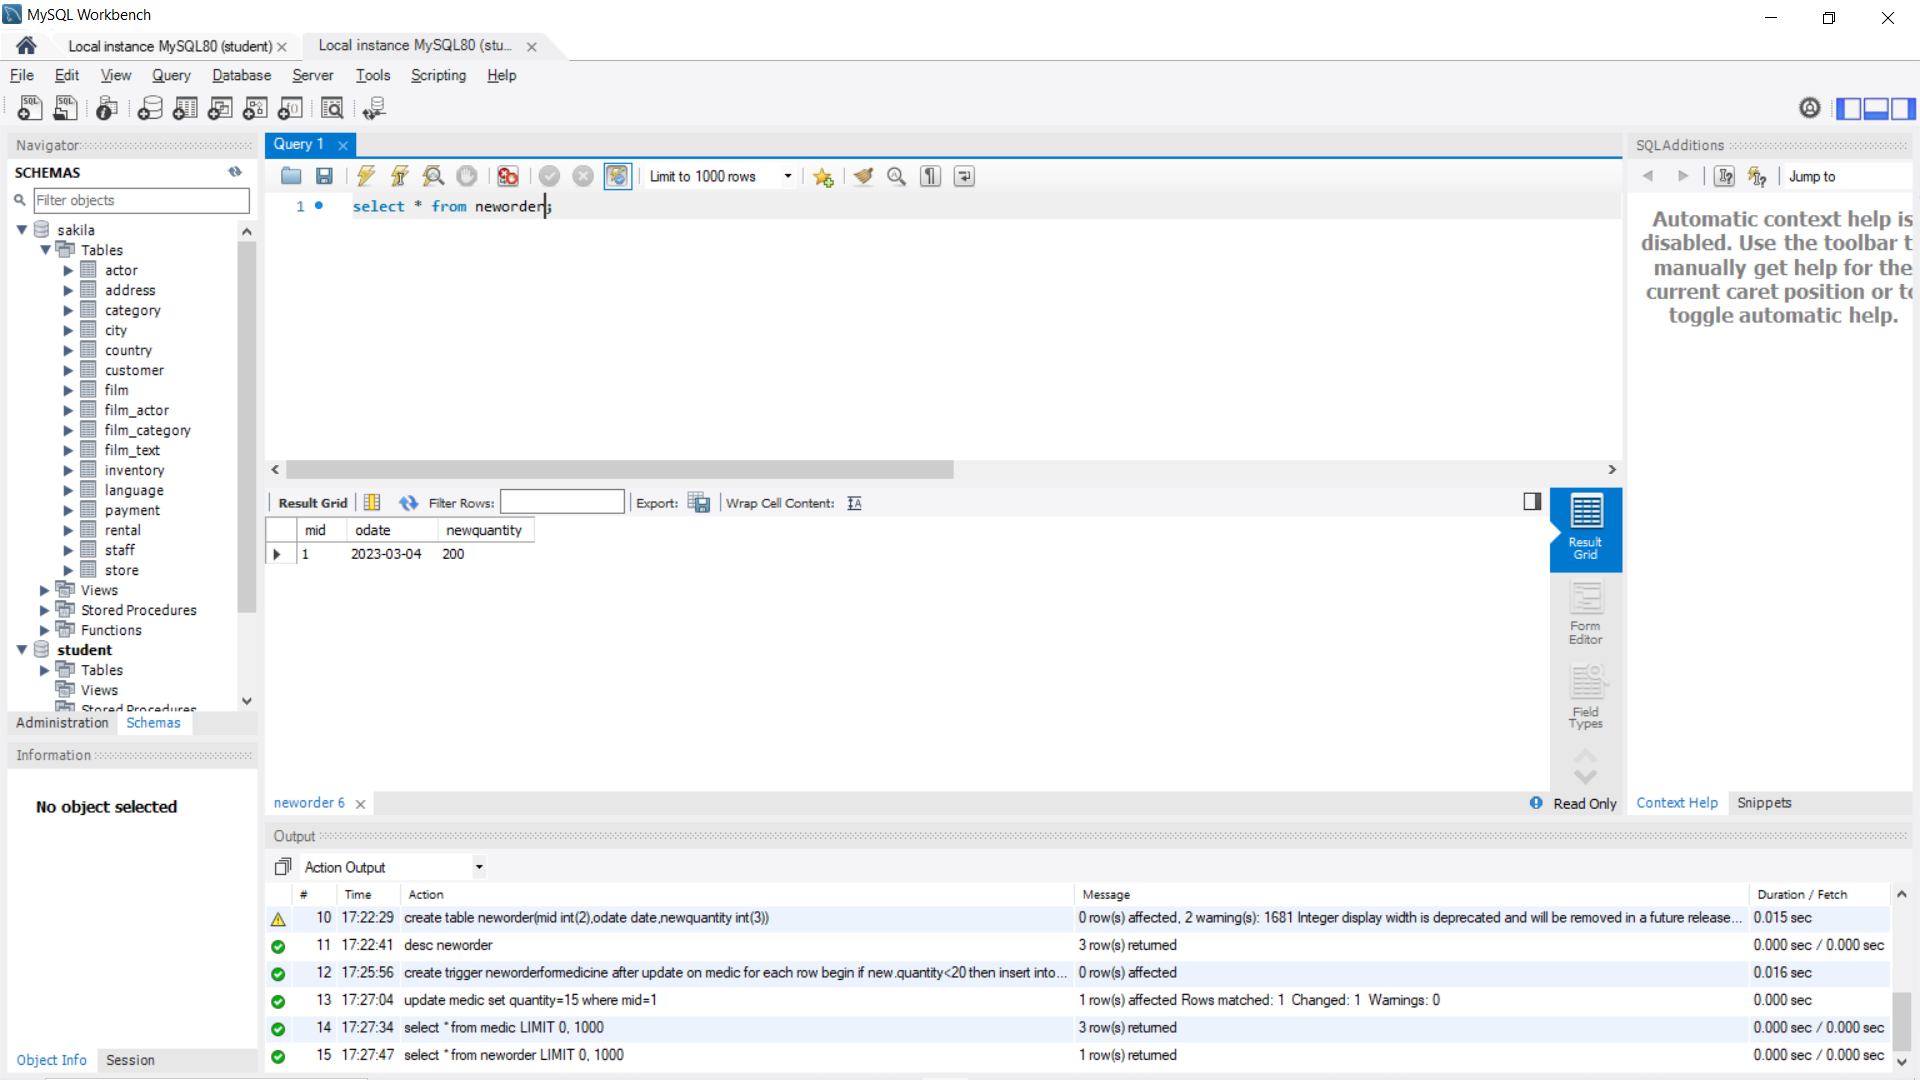 MySQL Workbench
Local instance MySQL80 (student)
Local instance MySQL80 (stu...
File Edit View Query Database Server Tools Scripting Help
Navigator
SCHEMAS
Filter objects
sakila
Tables
actor
address
category
city
country
customer
film
film_actor
film_category
film_text
inventory
language
payment
rental
staff
store
Views
Stored Procedures
Functions
student
Tables
Views
Stored Procedures
Administration Schemas
Information
No object selected
Object Info Session
Query 1
Limit to 1000 rows
1 select * from neworder;
Result Grid Filter Rows: Export: Wrap Cell Content:
mid odate newquantity
1 2023-03-04 200
Result
Grid
Form
Editor
Field
Types
neworder 6
Read Only
SQLAdditions
Jump to
Automatic context help is
disabled. Use the toolbar t
manually get help for the
current caret position or to
toggle automatic help.
Context Help Snippets
Output
Action Output
# Time Action Message Duration / Fetch
10 17:22:29 create table neworder(mid int(2),odate date,newquantity int(3)) 0 row(s) affected, 2 warning(s): 1681 Integer display width is deprecated and will be removed in a future release... 0.015 sec
11 17:22:41 desc neworder 3 row(s) returned 0.000 sec / 0.000 sec
12 17:25:56 create trigger neworderformedicine after update on medic for each row begin if new.quantity<20 then insert into... 0 row(s) affected 0.016 sec
13 17:27:04 update medic set quantity=15 where mid=1 1 row(s) affected Rows matched: 1 Changed: 1 Warnings: 0 0.000 sec
14 17:27:34 select * from medic LIMIT 0, 1000 3 row(s) returned 0.000 sec / 0.000 sec
15 17:27:47 select * from neworder LIMIT 0, 1000 1 row(s) returned 0.000 sec / 0.000 sec